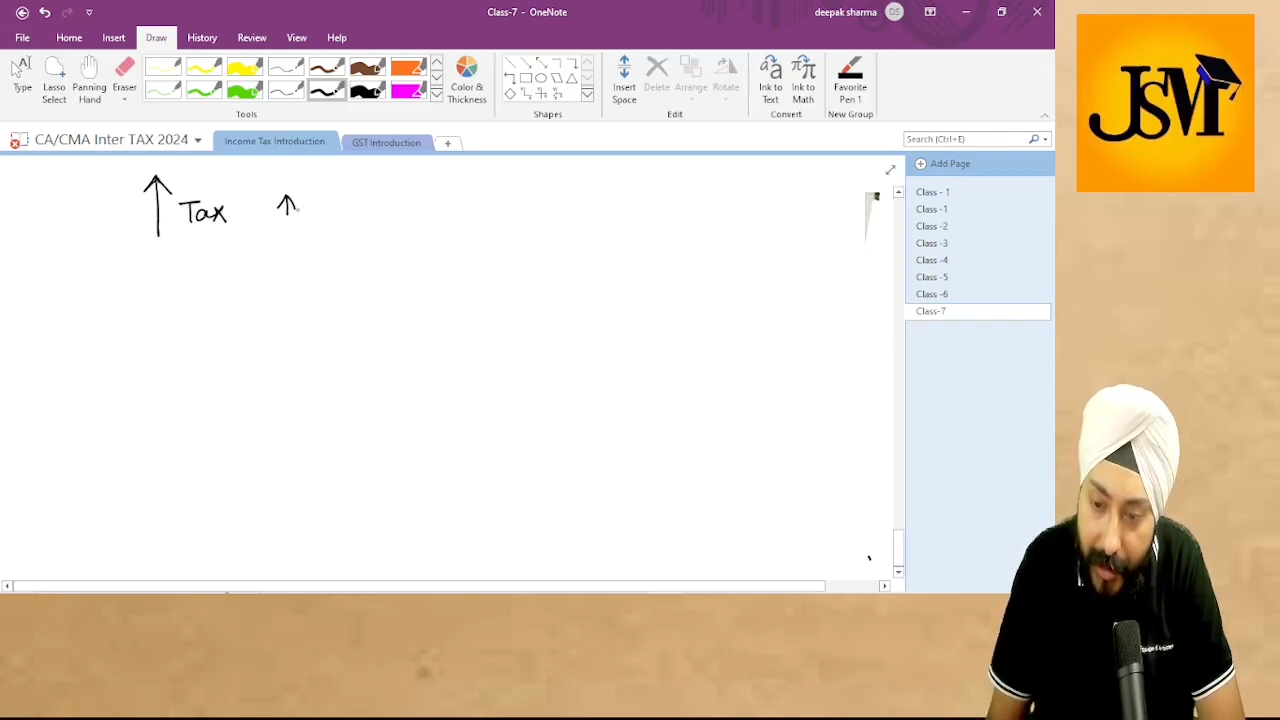 Class-7 - OneNote
deepak sharma DS
File Home Insert Draw History Review View Help
Type
Lasso Select
Panning Hand
Eraser
Color & Thickness
Insert Space
Delete
Arrange
Rotate
Ink to Text
Ink to Math
Favorite Pen 1
Tools Shapes Edit Convert New Group
CA/CMA Inter TAX 2024
Income Tax Introduction
GST Introduction
+
Search (Ctrl+E)
Add Page
Class - 1
Class -1
Class -2
Class -3
Class -4
Class -5
Class -6
Class-7
↑ Tax ↑
JSM